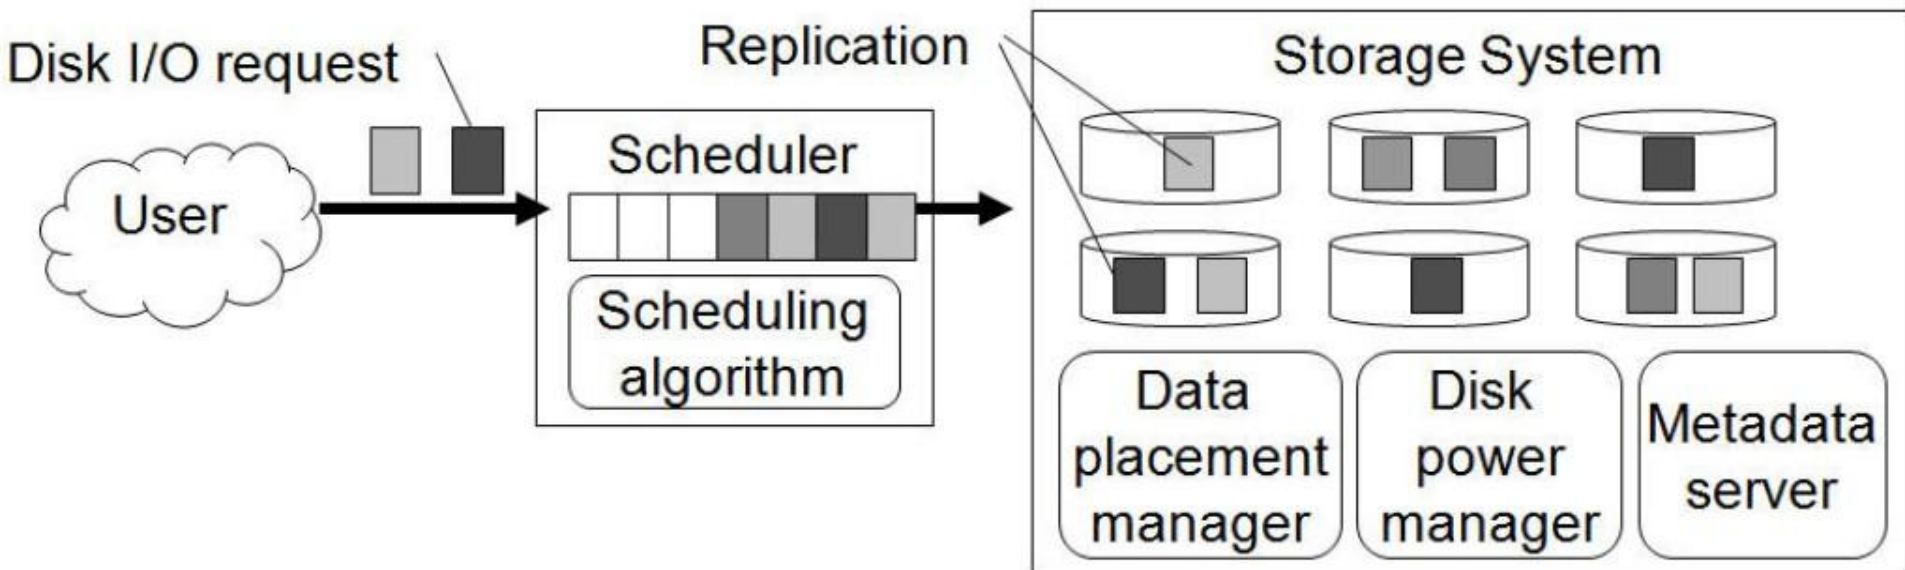 Disk I/O request
Replication
Storage System
User
Scheduler
Scheduling
algorithm
Data
placement
manager
Disk
power
manager
Metadata
server